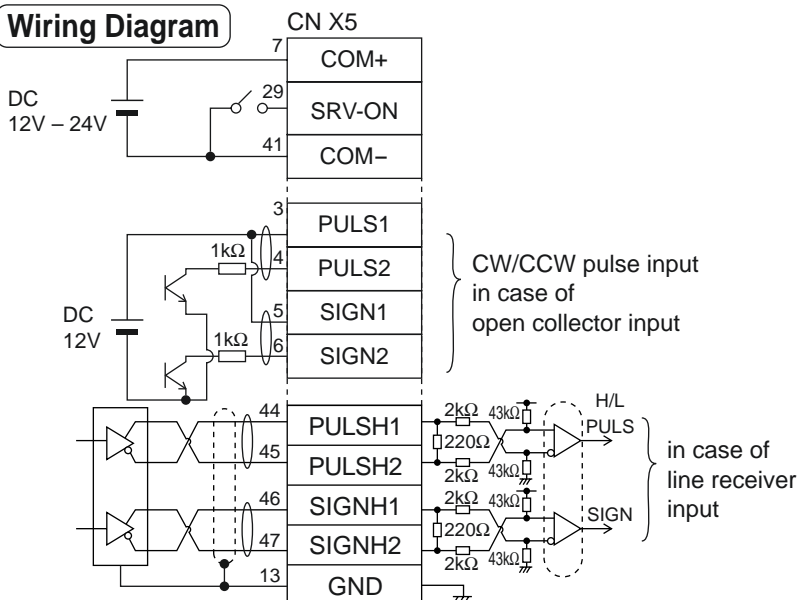 Wiring Diagram
CN X5
7
COM+
DC
12V – 24V
29
SRV-ON
41
COM−
3
PULS1
1kΩ
4
PULS2
5
SIGN1
DC
12V
1kΩ
6
SIGN2
CW/CCW pulse input
in case of
open collector input
44
PULSH1
2kΩ
43kΩ
H/L
PULS
220Ω
45
PULSH2
2kΩ
43kΩ
in case of
line receiver
input
46
SIGNH1
2kΩ
43kΩ
SIGN
220Ω
47
SIGNH2
2kΩ
43kΩ
13
GND